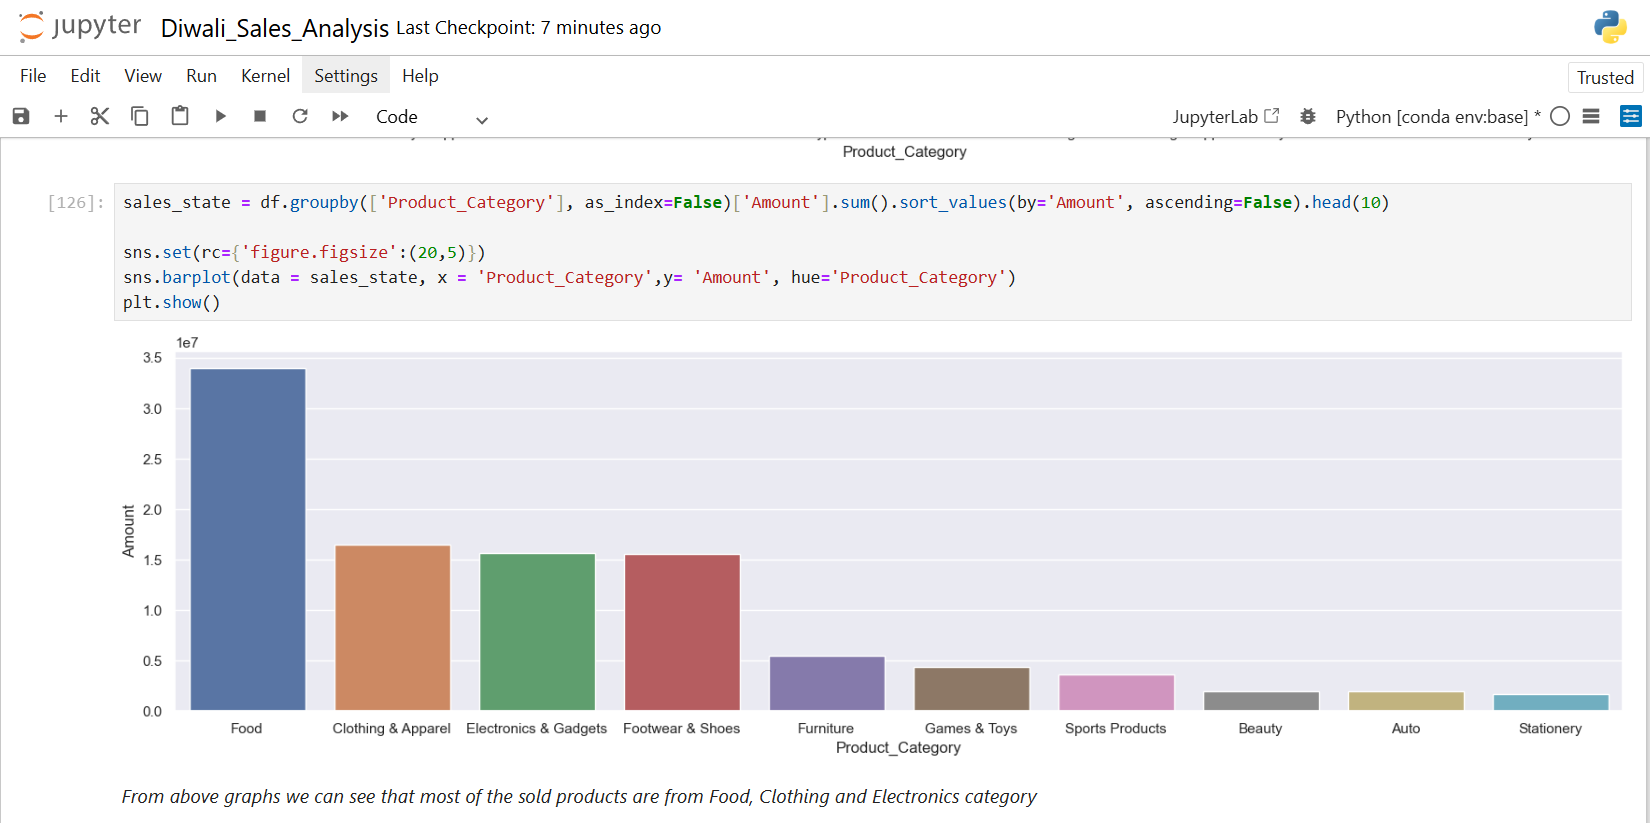 jupyter Diwali_Sales_Analysis Last Checkpoint: 7 minutes ago
File Edit View Run Kernel Settings Help
Trusted
Code
JupyterLab Python [conda env:base] *
Product_Category
[126]:
sales_state = df.groupby(['Product_Category'], as_index=False)['Amount'].sum().sort_values(by='Amount', ascending=False).head(10)
sns.set(rc={'figure.figsize':(20,5)})
sns.barplot(data = sales_state, x = 'Product_Category',y= 'Amount', hue='Product_Category')
plt.show()
1e7
3.5
3.0
2.5
2.0
1.5
1.0
0.5
0.0
Amount
Food Clothing & Apparel Electronics & Gadgets Footwear & Shoes Furniture Games & Toys Sports Products Beauty Auto Stationery
Product_Category
From above graphs we can see that most of the sold products are from Food, Clothing and Electronics category